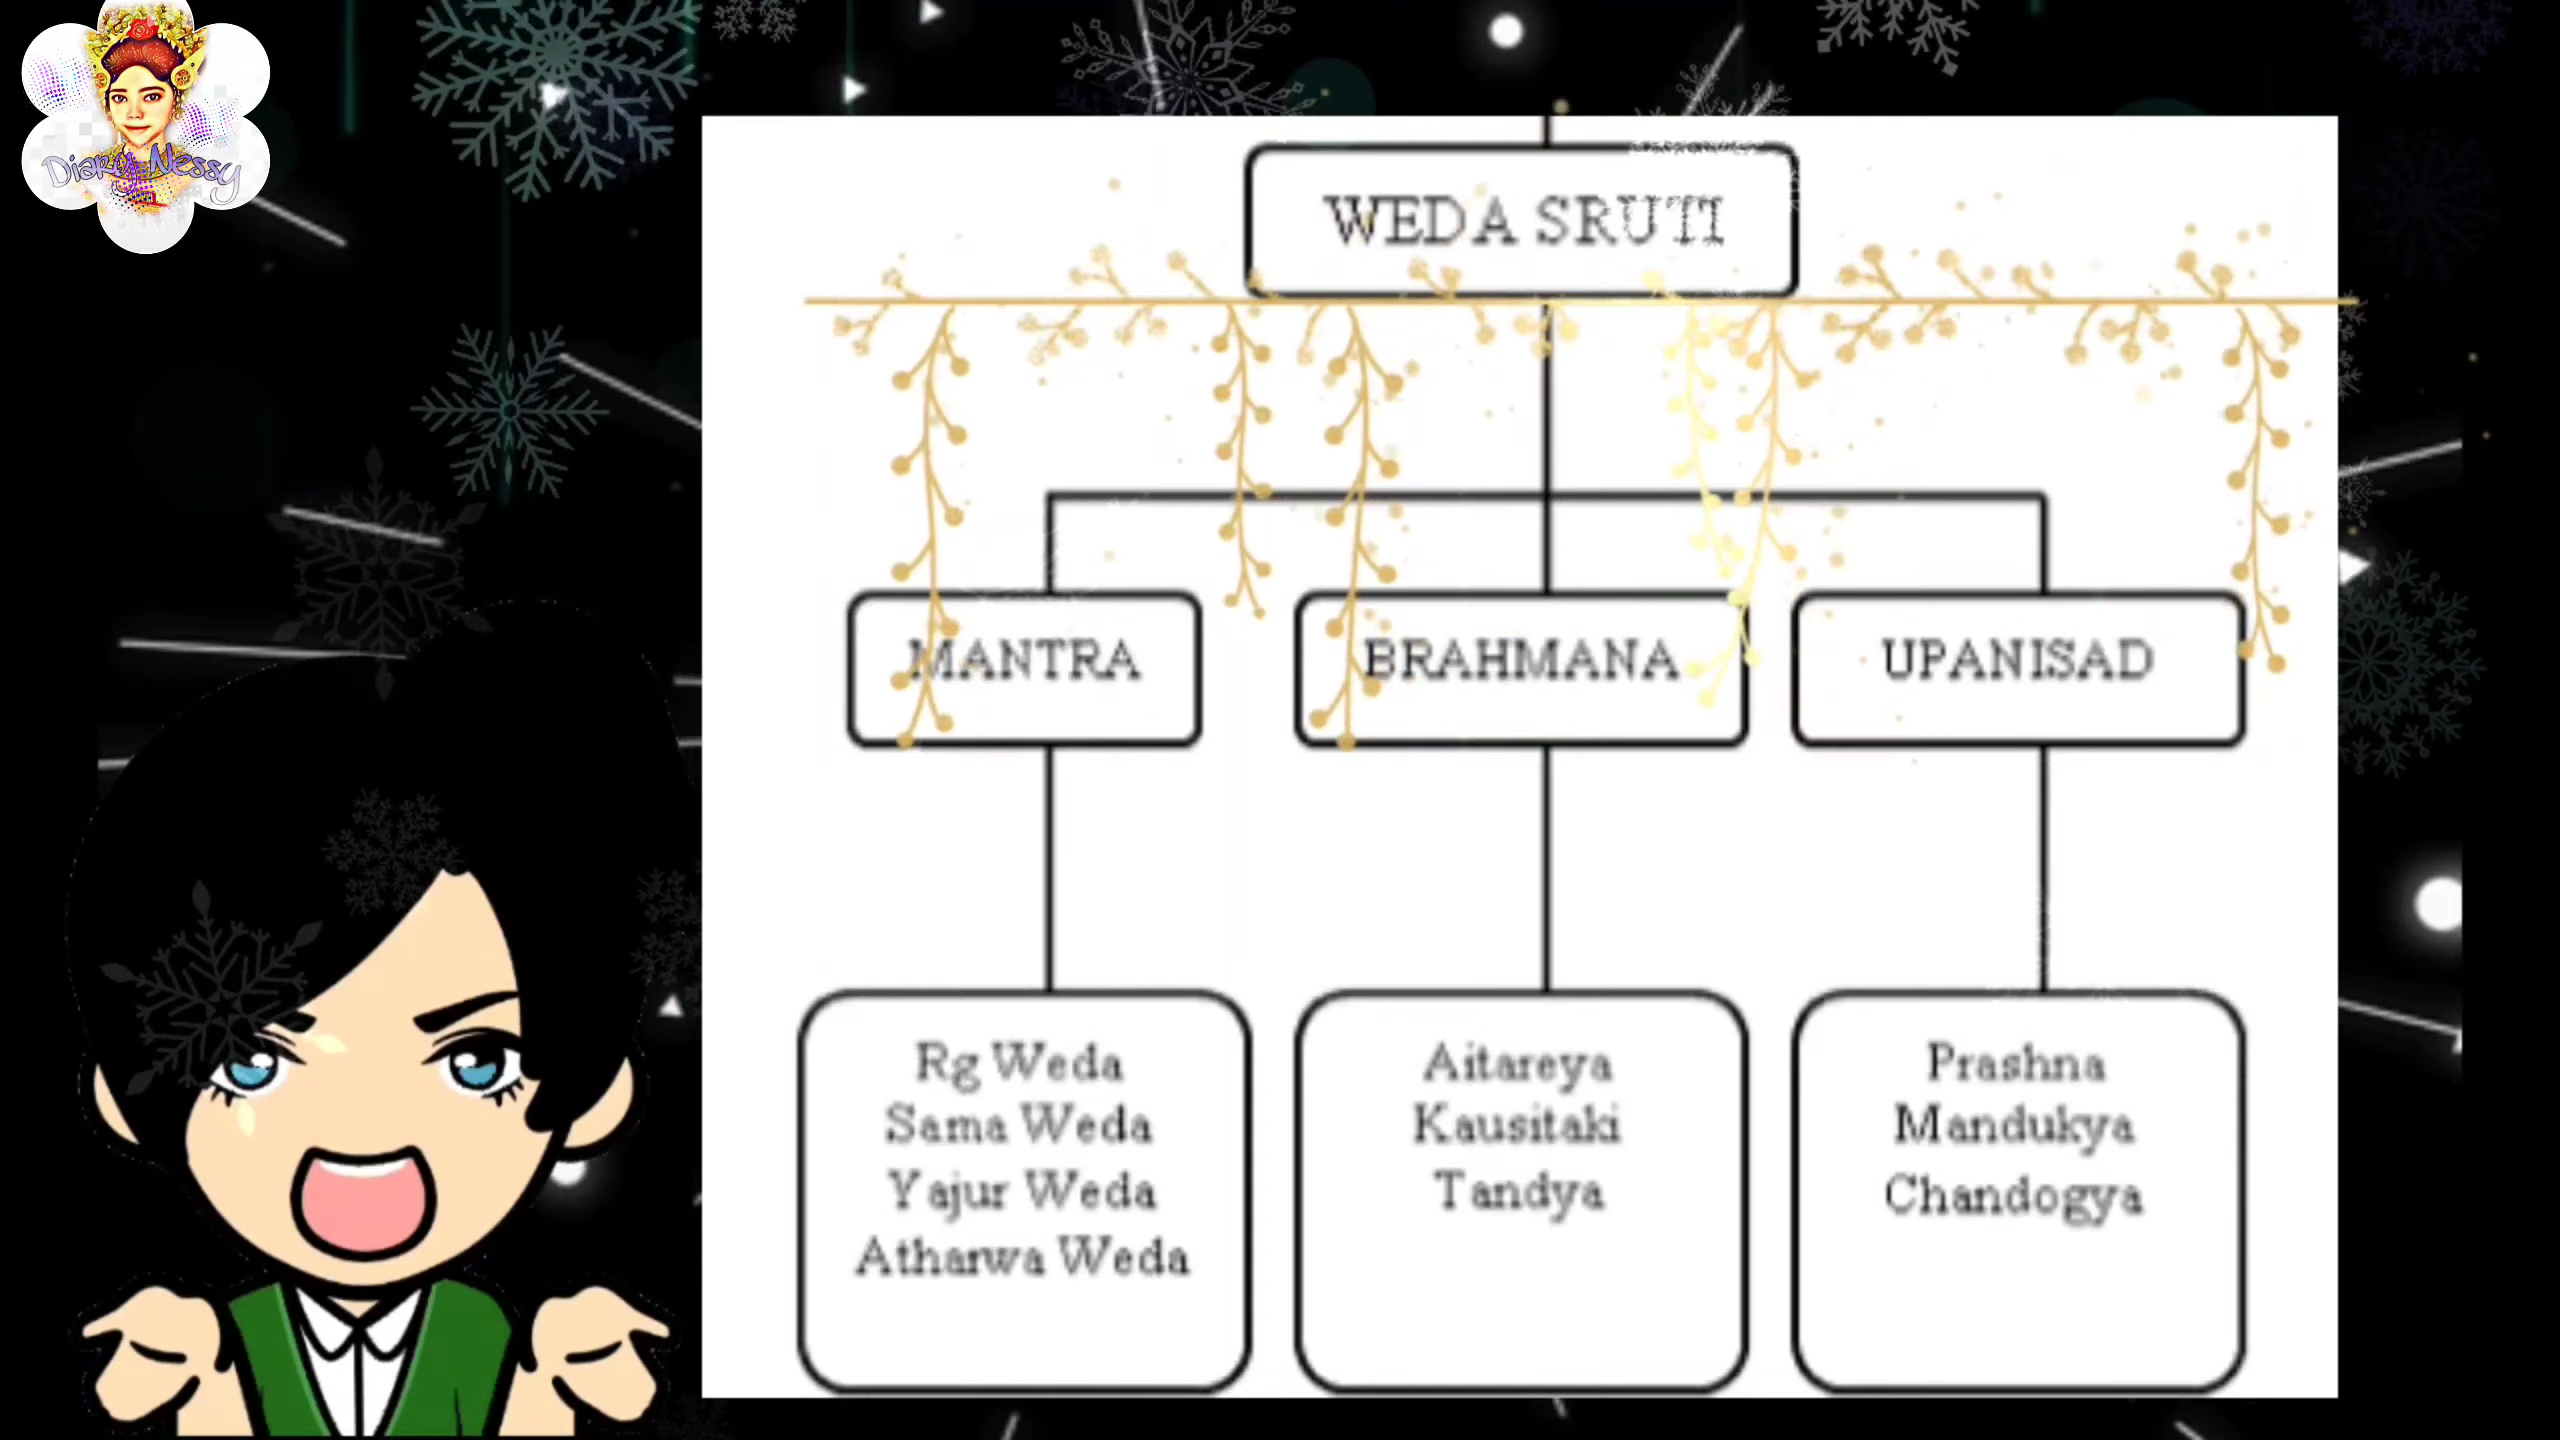 Diary Nessy
WEDA SRUTI
MANTRA
BRAHMANA
UPANISAD
Rg Weda
Sama Weda
Yajur Weda
Atharwa Weda
Aitareya
Kausitaki
Tandya
Prashna
Mandukya
Chandogya